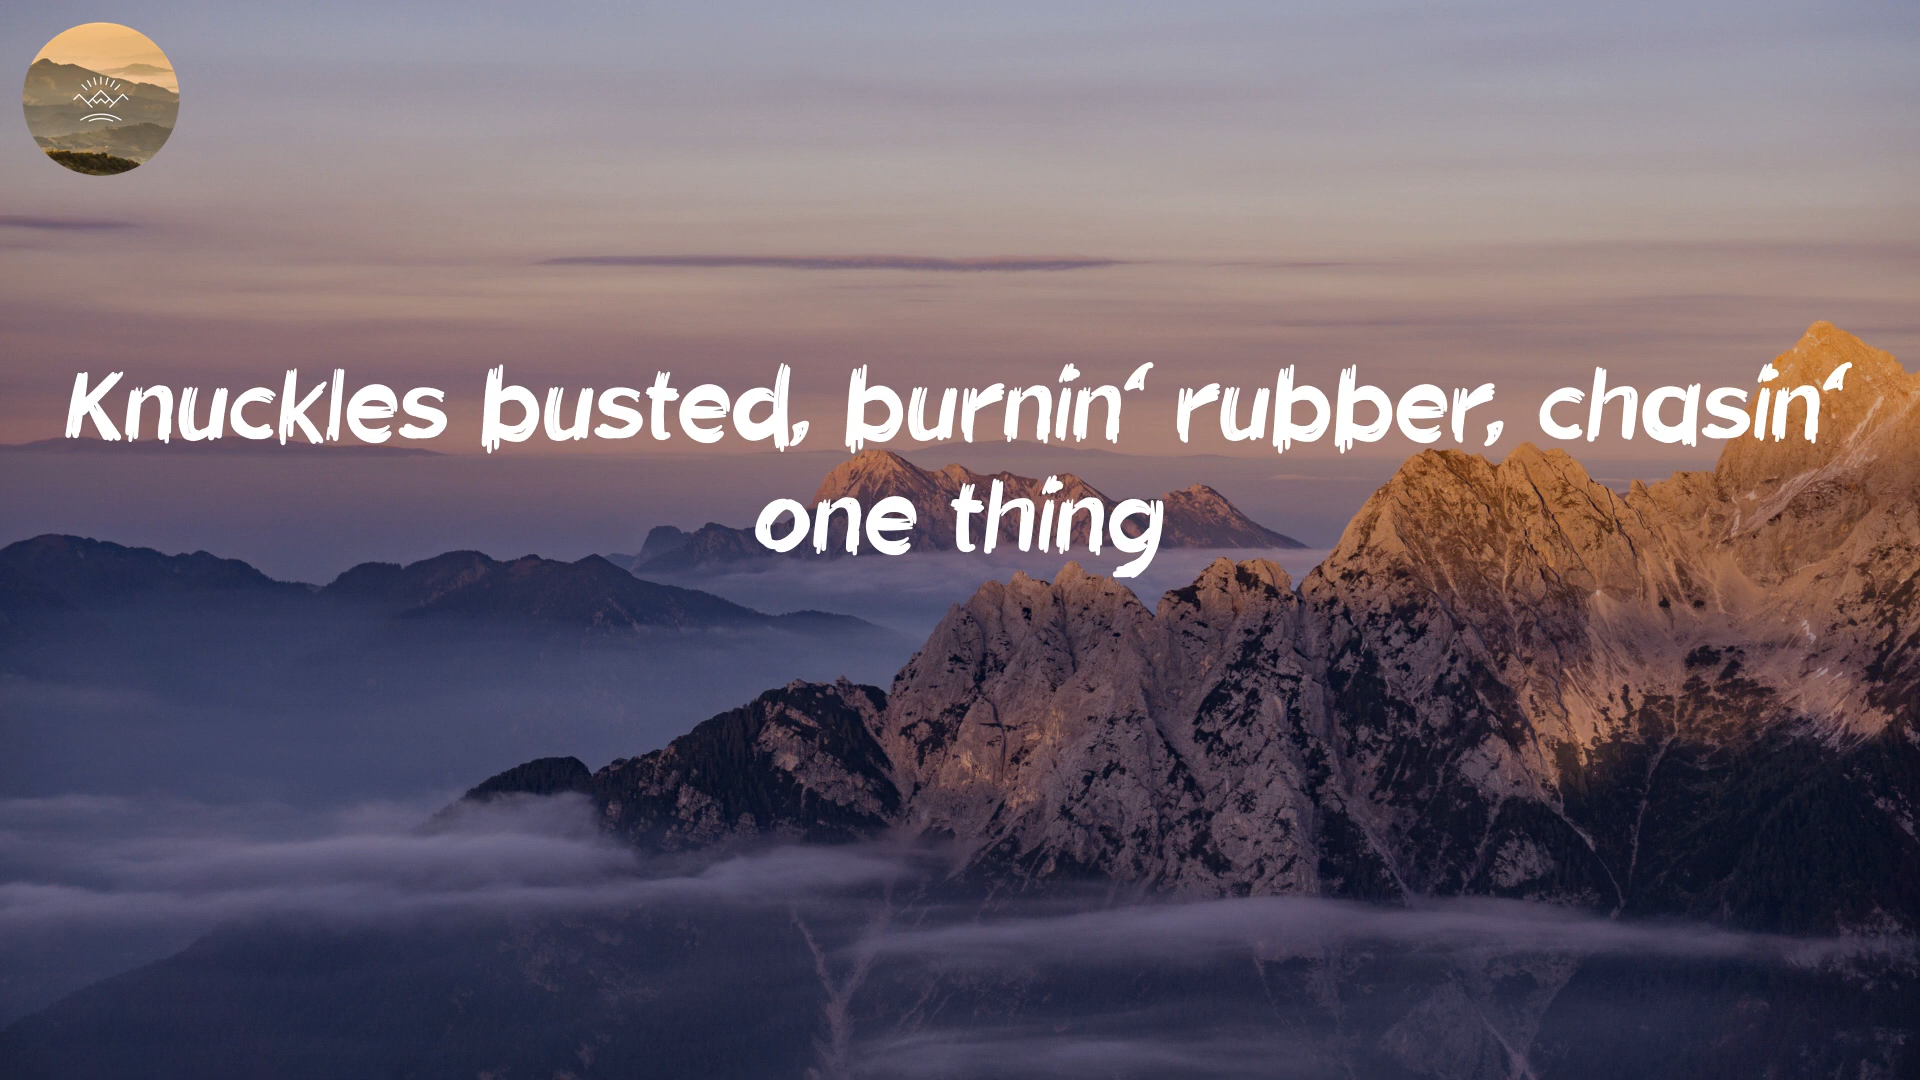 Knuckles busted, burnin‘ rubber, chasin‘
one thing